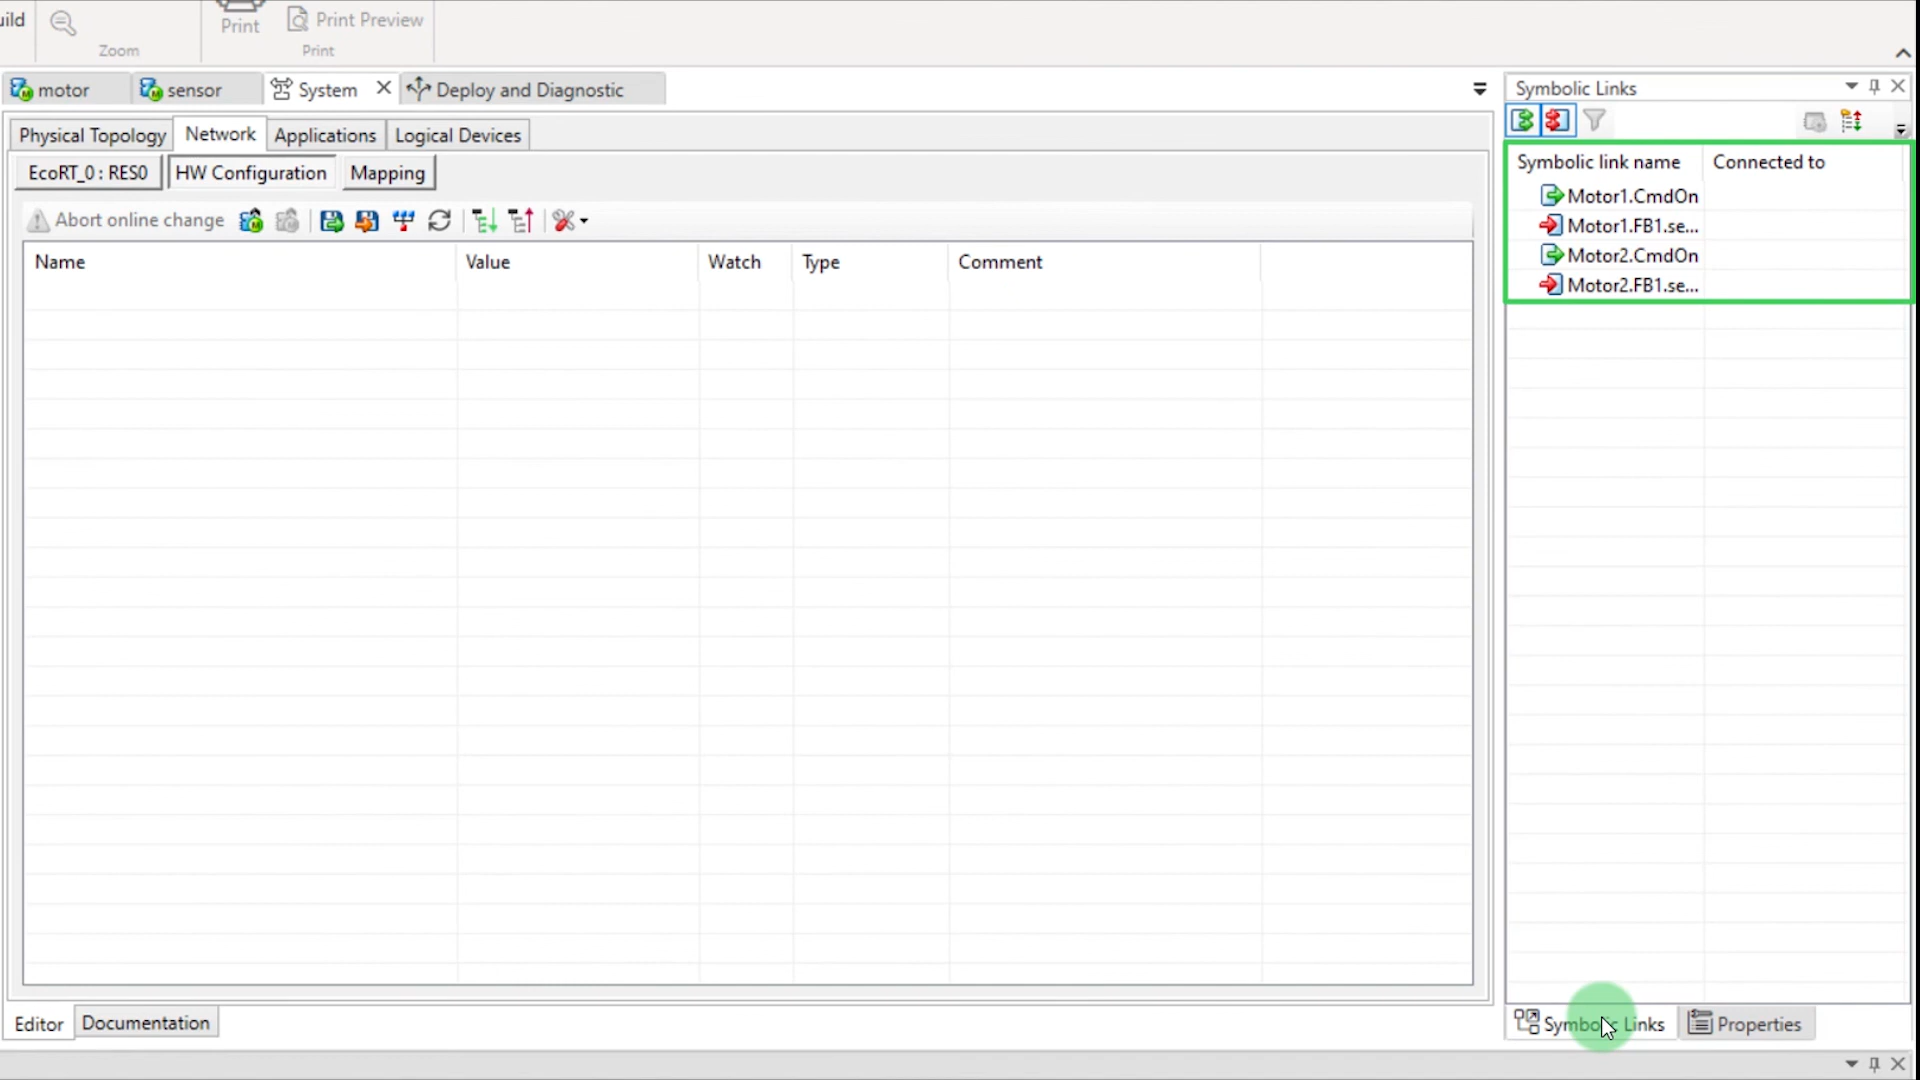 uild
Print
Print Preview
Zoom
Print
motor
sensor
System
Deploy and Diagnostic
Symbolic Links
Physical Topology
Network
Applications
Logical Devices
EcoRT_0 : RES0
HW Configuration
Mapping
Symbolic link name
Connected to
Motor1.CmdOn
Motor1.FB1.se...
Motor2.CmdOn
Motor2.FB1.se...
Abort online change
Name
Value
Watch
Type
Comment
Editor
Documentation
Symbolic Links
Properties